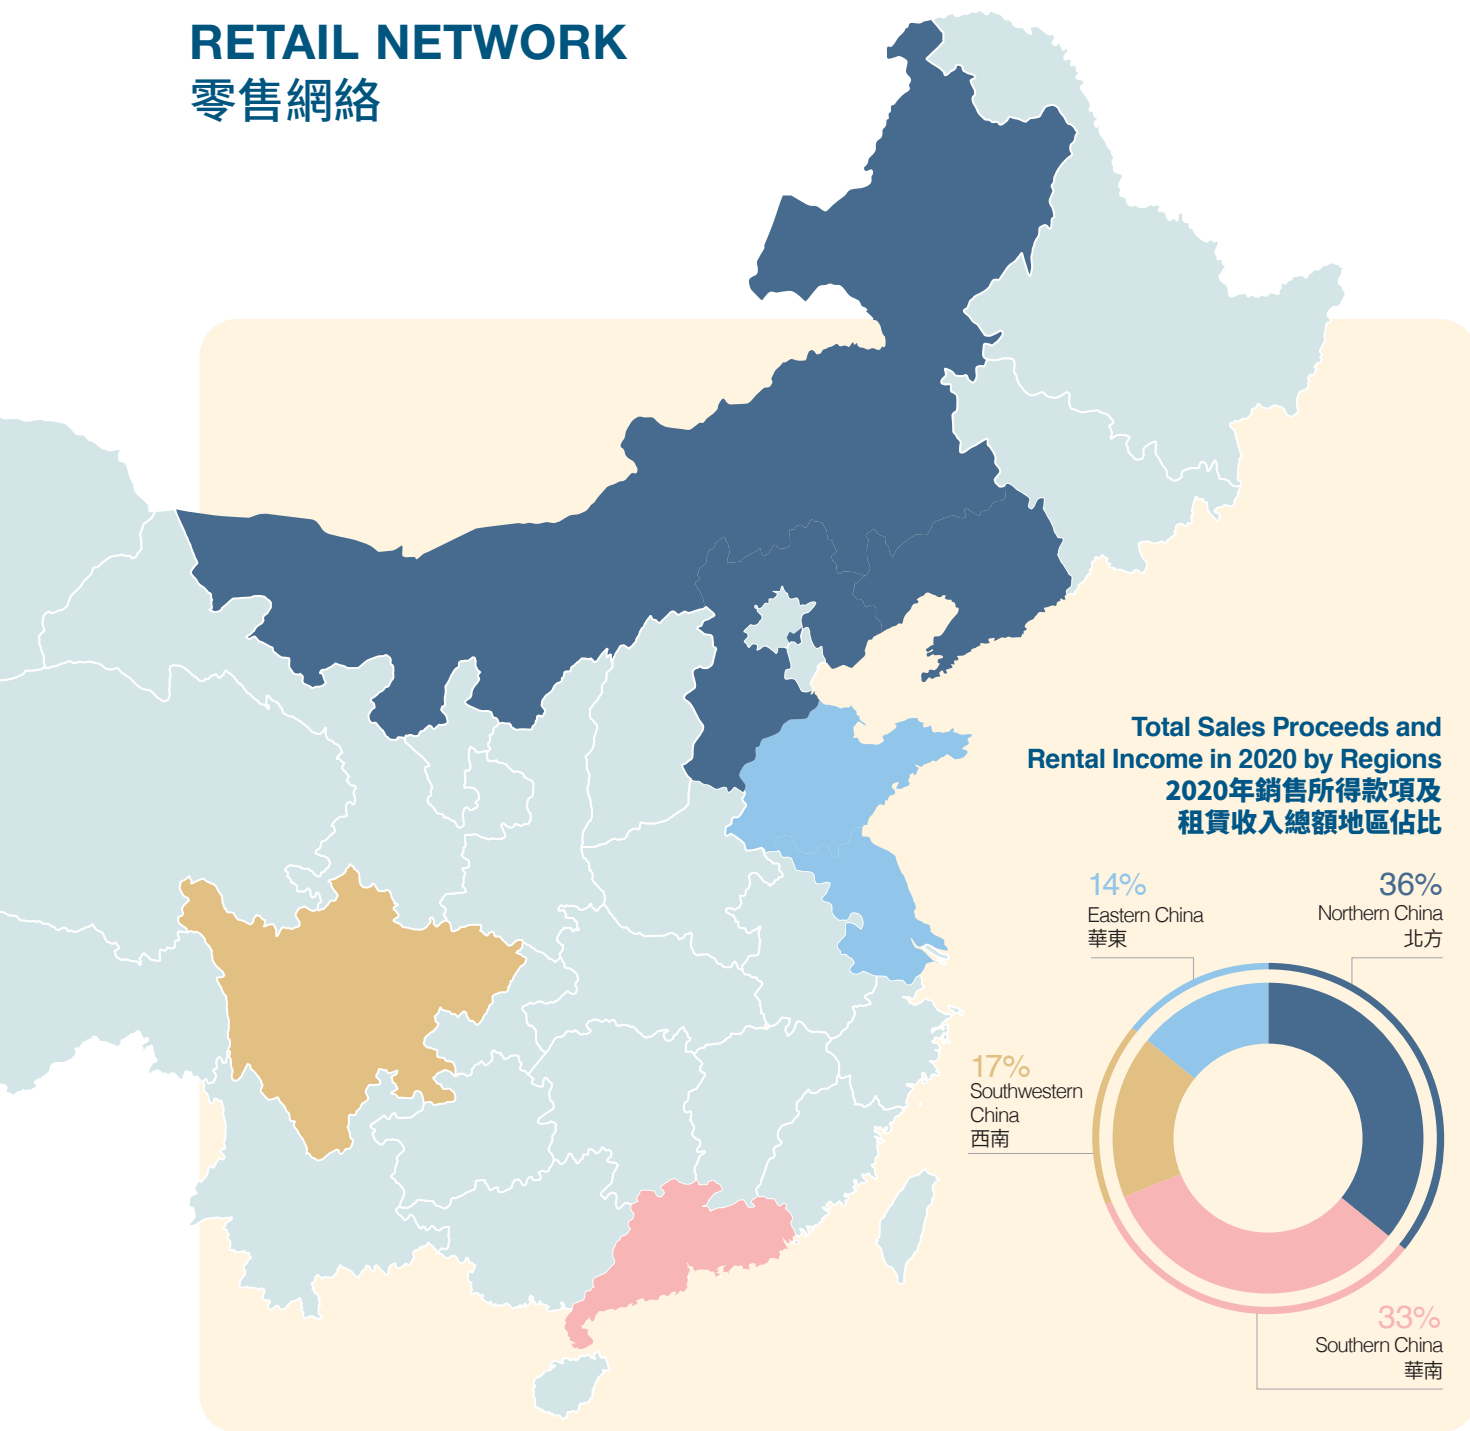 RETAIL NETWORK
零售網絡
Total Sales Proceeds and
Rental Income in 2020 by Regions
2020年銷售所得款項及
租賃收入總額地區佔比
14%
Eastern China
華東
36%
Northern China
北方
17%
Southwestern
China
西南
33%
Southern China
華南